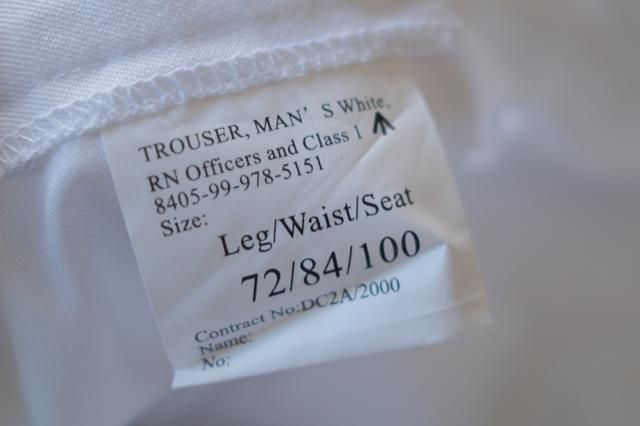 TROUSER, MAN' S White,
RN Officers and Class 1
8405-99-978-5151
Size:
Leg/Waist/Seat
72/84/100
Contract No:DC2A/2000
Name:
No: